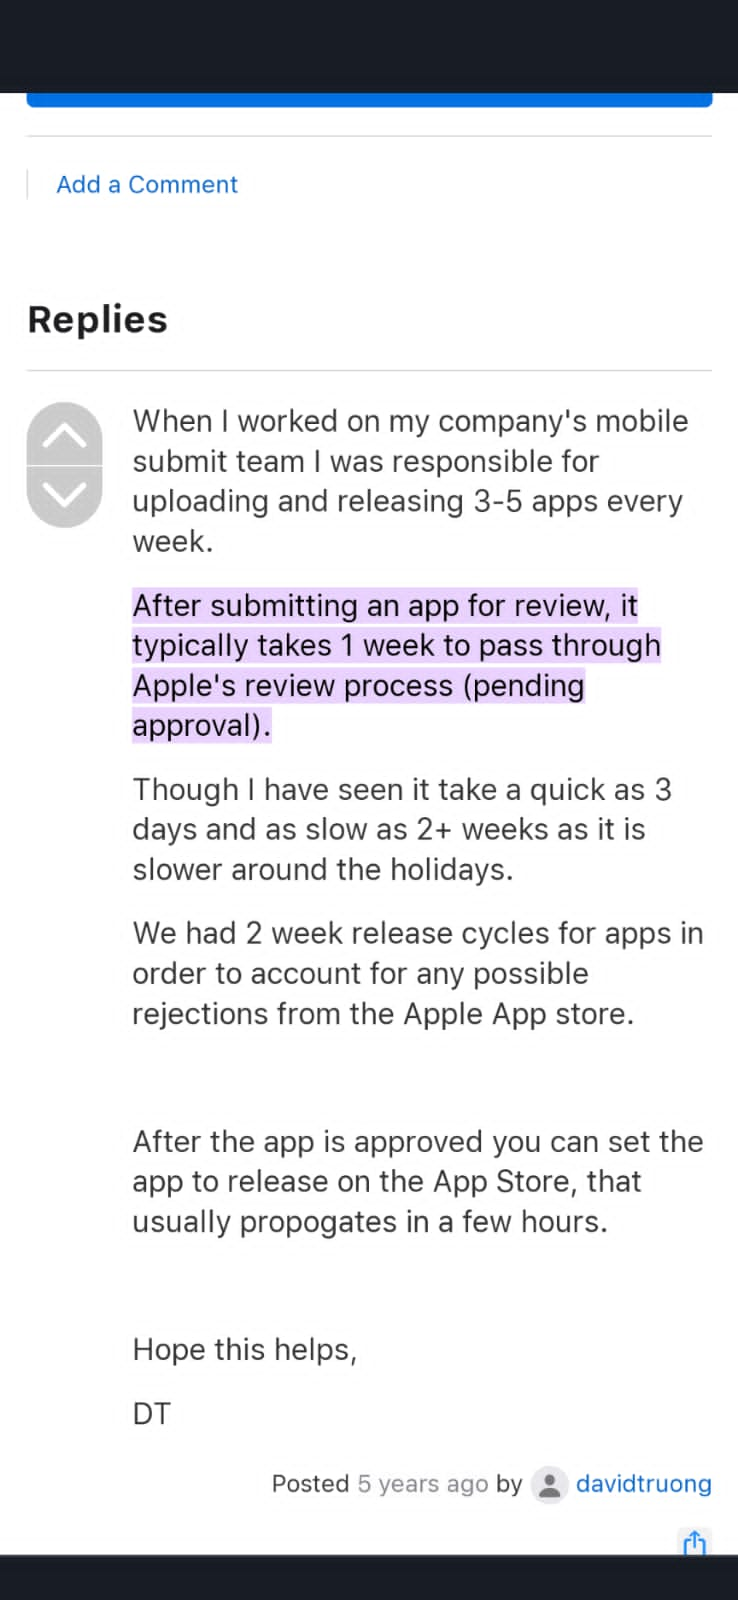 Add a Comment
Replies
When I worked on my company's mobile
submit team I was responsible for
uploading and releasing 3-5 apps every
week.
After submitting an app for review, it
typically takes 1 week to pass through
Apple's review process (pending
approval).
Though I have seen it take a quick as 3
days and as slow as 2+ weeks as it is
slower around the holidays.
We had 2 week release cycles for apps in
order to account for any possible
rejections from the Apple App store.
After the app is approved you can set the
app to release on the App Store, that
usually propogates in a few hours.
Hope this helps,
DT
Posted 5 years ago by davidtruong